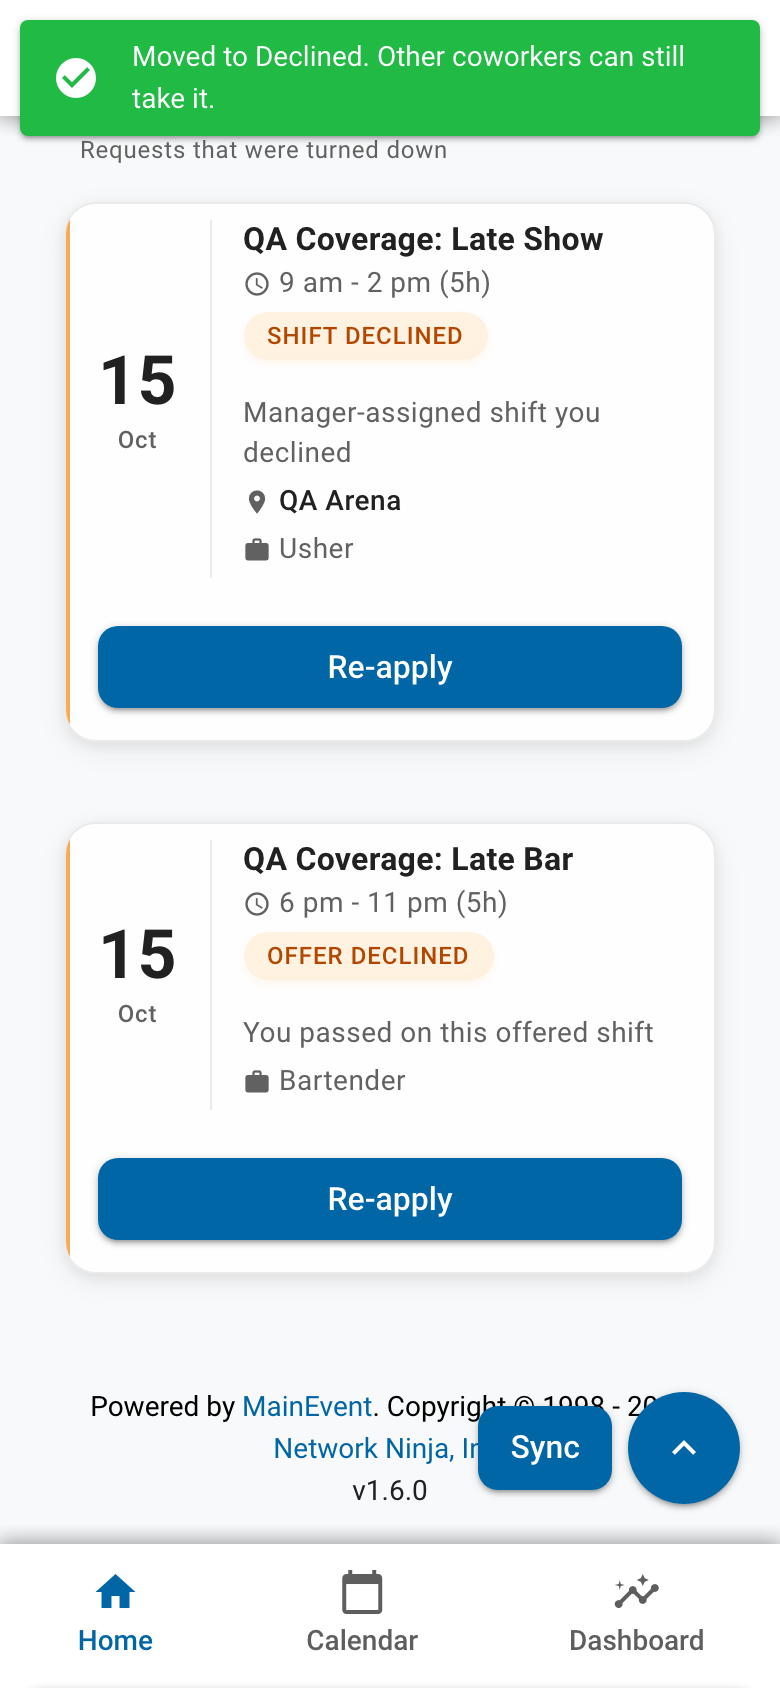 Moved to Declined. Other coworkers can still
take it.
Requests that were turned down
QA Coverage: Late Show
9 am - 2 pm (5h)
SHIFT DECLINED
15
Oct
Manager-assigned shift you
declined
QA Arena
Usher
Re-apply
QA Coverage: Late Bar
6 pm - 11 pm (5h)
OFFER DECLINED
15
Oct
You passed on this offered shift
Bartender
Re-apply
Powered by MainEvent. Copyright © 1998 -
Network Ninja,
v1.6.0
Sync
Home
Calendar
Dashboard